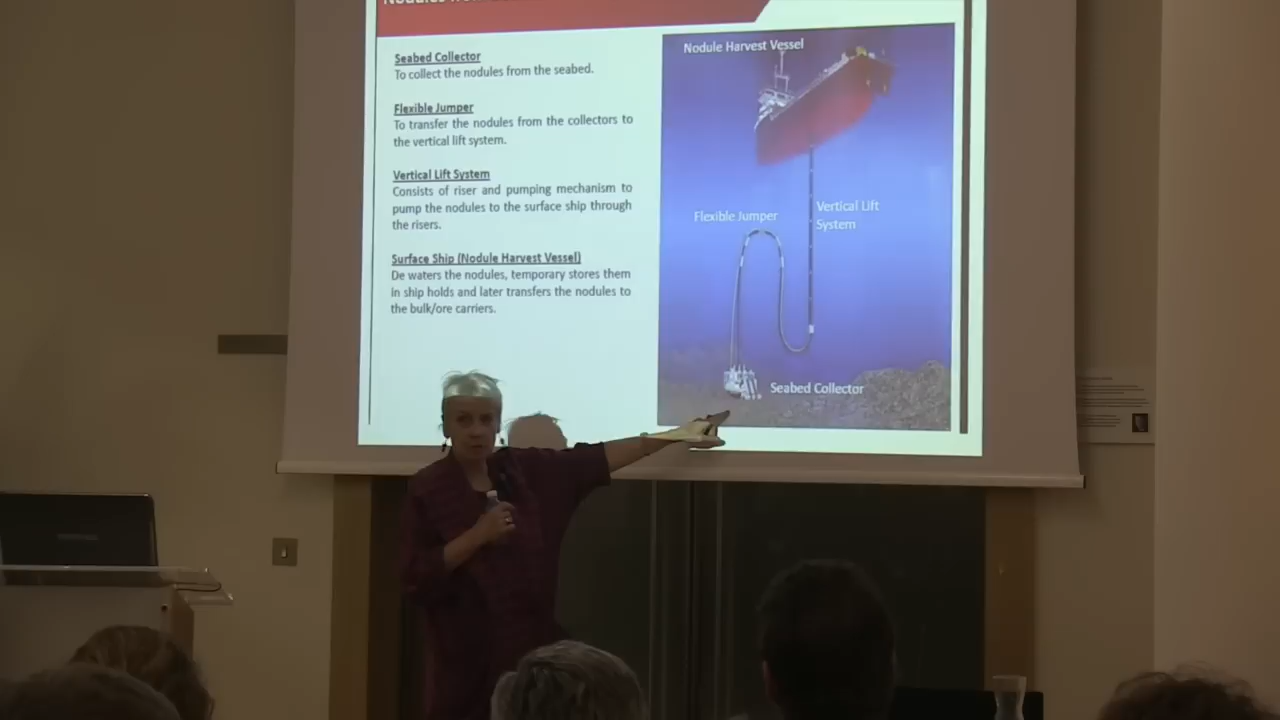 Seabed Collector
To collect the nodules from the seabed.
Flexible Jumper
To transfer the nodules from the collectors to
the vertical lift system.
Vertical Lift System
Consists of riser and pumping mechanism to
pump the nodules to the surface ship through
the risers.
Surface Ship (Nodule Harvest Vessel)
De waters the nodules, temporary stores them
in ship holds and later transfers the nodules to
the bulk/ore carriers.
Nodule Harvest Vessel
Flexible Jumper
Vertical Lift
System
Seabed Collector